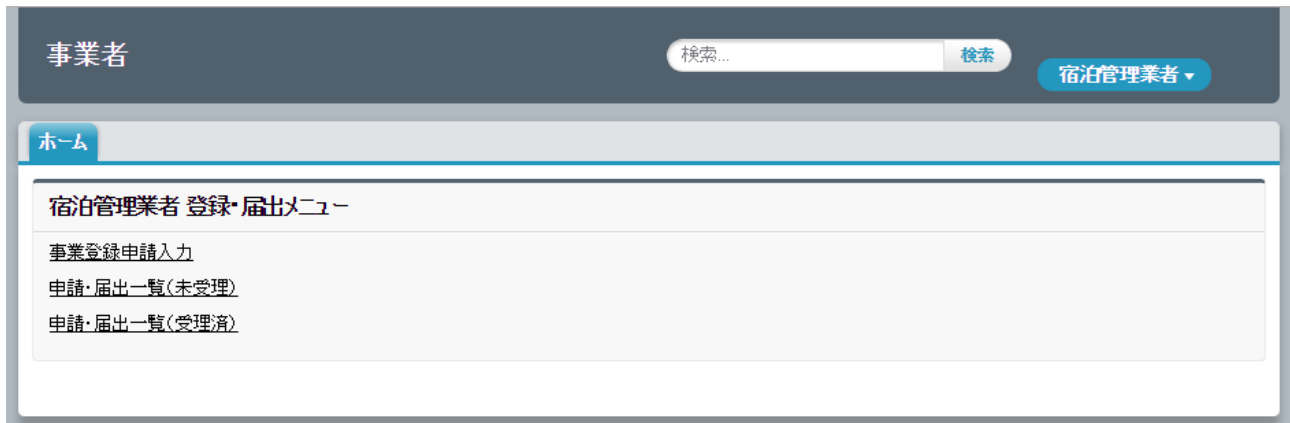 事業者
検索...
検索
宿泊管理業者▼
ホーム
宿泊管理業者 登録・届出メニュー
事業登録申請入力
申請・届出一覧(未受理)
申請・届出一覧(受理済)